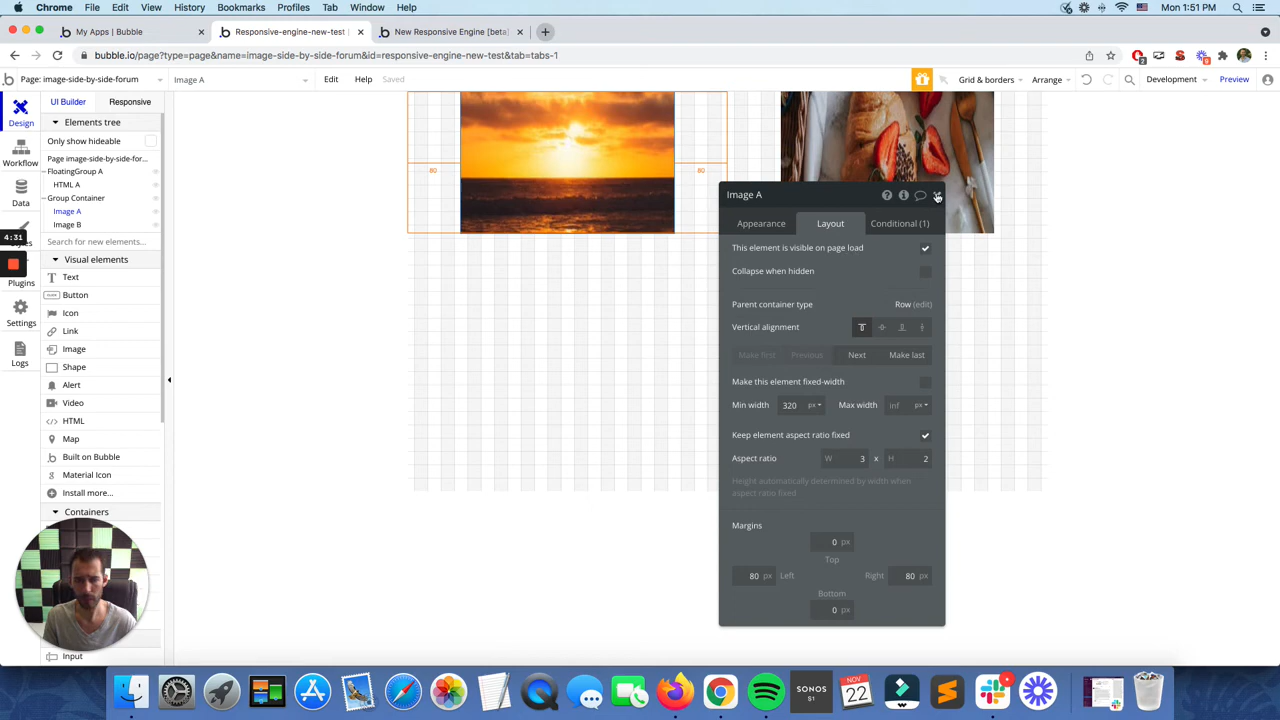 Chrome File Edit View History Bookmarks Profiles Tab Window Help Mon 1:51 PM
My Apps | Bubble Responsive-engine-new-test New Responsive Engine [beta]
bubble.io/page?type=page&name=image-side-by-side-forum&id=responsive-engine-new-test&tab=tabs-1
Page: image-side-by-side-forum Image A Edit Help Saved Grid & borders Arrange Development Preview
UI Builder Responsive
Design
Workflow
Data
Plugins
Settings
Logs
4:31
Elements tree
Only show hideable
Page image-side-by-side-for...
FloatingGroup A
HTML A
Group Container
Image A
Image B
Search for new elements...
Visual elements
Text
Button
Icon
Link
Image
Shape
Alert
Video
HTML
Map
Built on Bubble
Material Icon
Install more...
Containers
Input
80 80
Image A
Appearance Layout Conditional (1)
This element is visible on page load
Collapse when hidden
Parent container type Row (edit)
Vertical alignment
Make first Previous Next Make last
Make this element fixed-width
Min width 320 px Max width inf px
Keep element aspect ratio fixed
Aspect ratio W 3 x H 2
Height automatically determined by width when
aspect ratio fixed
Margins
0 px
Top
80 px Left Right 80 px
Bottom
0 px
SONOS
S1
NOV
22